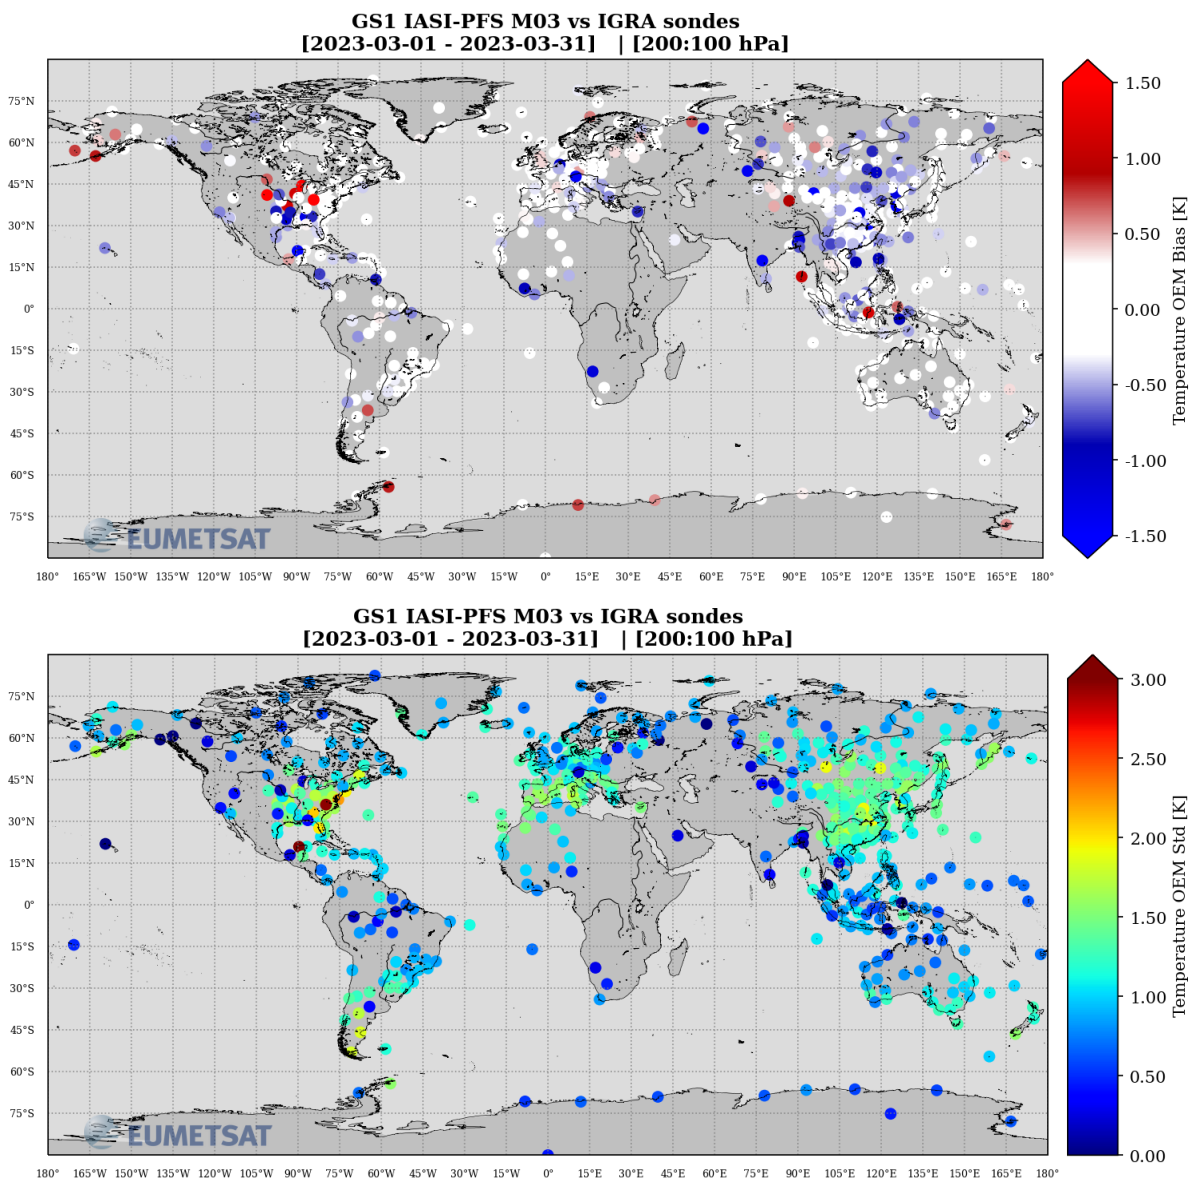 GS1 IASI-PFS M03 vs IGRA sondes
[2023-03-01 - 2023-03-31]   | [200:100 hPa]
75°N
60°N
45°N
30°N
15°N
0°
15°S
30°S
45°S
60°S
75°S
180° 165°W 150°W 135°W 120°W 105°W 90°W 75°W 60°W 45°W 30°W 15°W 0° 15°E 30°E 45°E 60°E 75°E 90°E 105°E 120°E 135°E 150°E 165°E 180°
EUMETSAT
1.50
1.00
0.50
0.00
-0.50
-1.00
-1.50
Temperature OEM Bias [K]
GS1 IASI-PFS M03 vs IGRA sondes
[2023-03-01 - 2023-03-31]   | [200:100 hPa]
75°N
60°N
45°N
30°N
15°N
0°
15°S
30°S
45°S
60°S
75°S
180° 165°W 150°W 135°W 120°W 105°W 90°W 75°W 60°W 45°W 30°W 15°W 0° 15°E 30°E 45°E 60°E 75°E 90°E 105°E 120°E 135°E 150°E 165°E 180°
EUMETSAT
3.00
2.50
2.00
1.50
1.00
0.50
0.00
Temperature OEM Std [K]